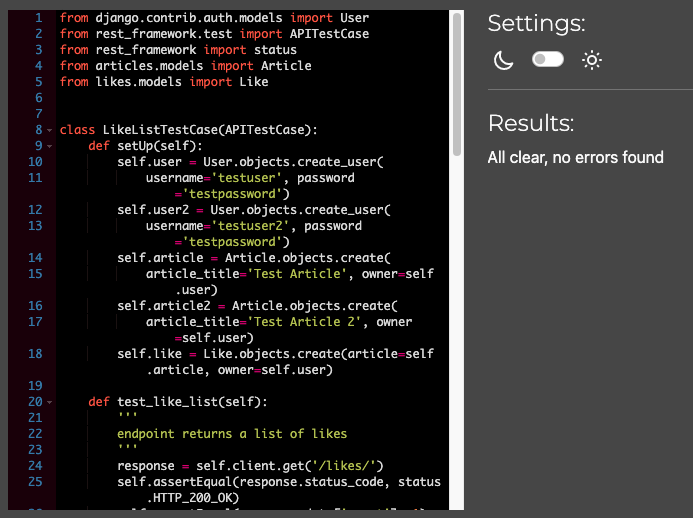 1 from django.contrib.auth.models import User
2 from rest_framework.test import APITestCase
3 from rest_framework import status
4 from articles.models import Article
5 from likes.models import Like
6
7
8 class LikeListTestCase(APITestCase):
9 def setUp(self):
10 self.user = User.objects.create_user(
11 username='testuser', password
='testpassword')
12 self.user2 = User.objects.create_user(
13 username='testuser2', password
='testpassword')
14 self.article = Article.objects.create(
15 article_title='Test Article', owner=self
.user)
16 self.article2 = Article.objects.create(
17 article_title='Test Article 2', owner
=self.user)
18 self.like = Like.objects.create(article=self
.article, owner=self.user)
19
20 def test_like_list(self):
21 '''
22 endpoint returns a list of likes
23 '''
24 response = self.client.get('/likes/')
25 self.assertEqual(response.status_code, status
.HTTP_200_OK)
Settings:
Results:
All clear, no errors found